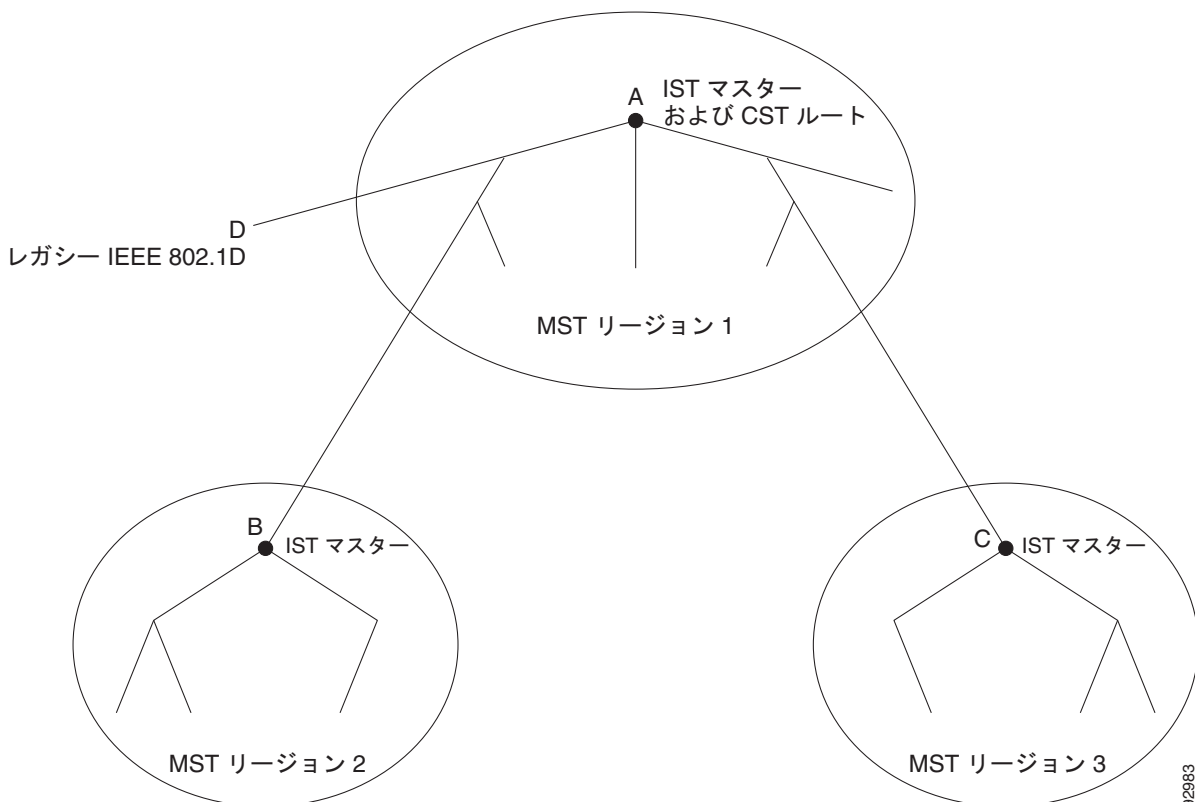 A
IST マスター
および CST ルート
D
レガシー IEEE 802.1D
MST リージョン 1
B
IST マスター
C
IST マスター
MST リージョン 2
MST リージョン 3